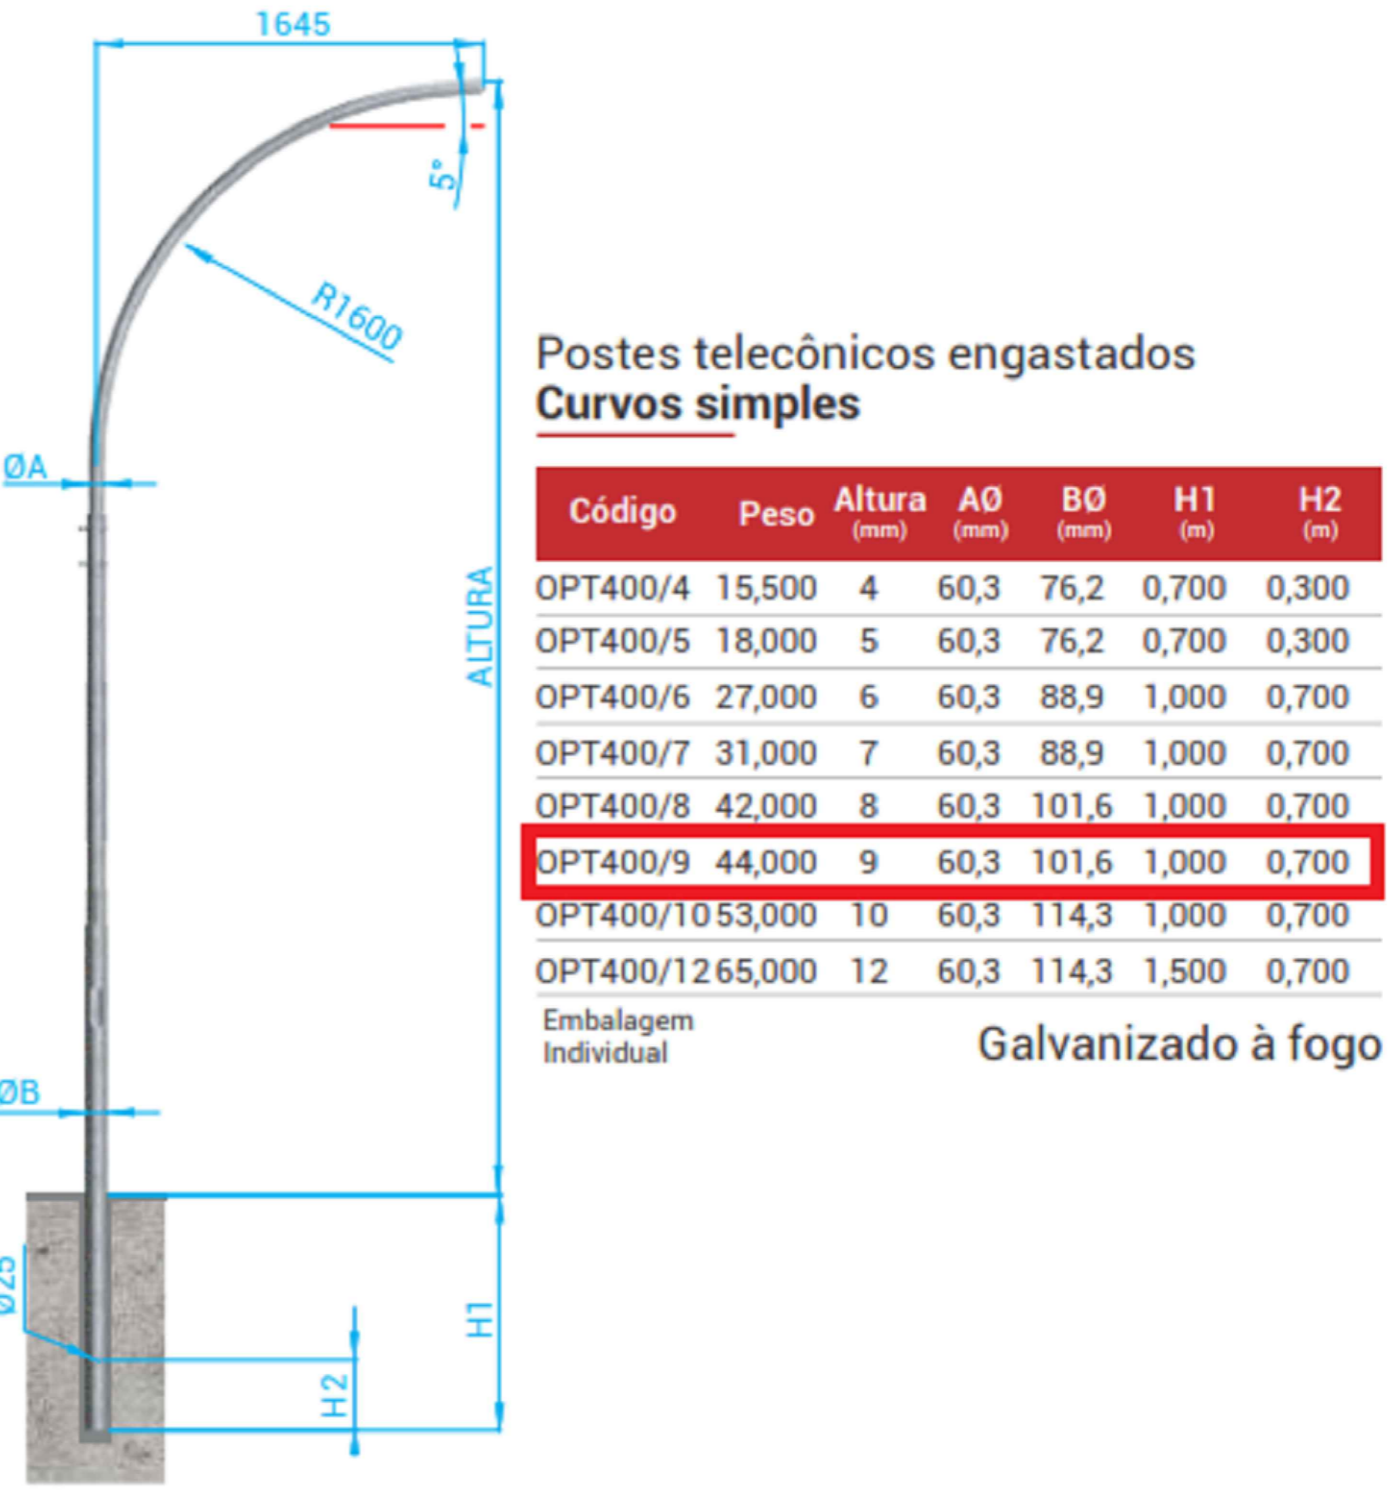 1645
5°
R1600
Postes telecônicos engastados
Curvos simples
ØA
Código Peso Altura (mm) AØ (mm) BØ (mm) H1 (m) H2 (m)
OPT400/4 15,500 4 60,3 76,2 0,700 0,300
OPT400/5 18,000 5 60,3 76,2 0,700 0,300
OPT400/6 27,000 6 60,3 88,9 1,000 0,700
OPT400/7 31,000 7 60,3 88,9 1,000 0,700
OPT400/8 42,000 8 60,3 101,6 1,000 0,700
OPT400/9 44,000 9 60,3 101,6 1,000 0,700
OPT400/10 53,000 10 60,3 114,3 1,000 0,700
OPT400/12 65,000 12 60,3 114,3 1,500 0,700
ALTURA
Embalagem
Individual
Galvanizado à fogo
ØB
Ø25
H1
H2